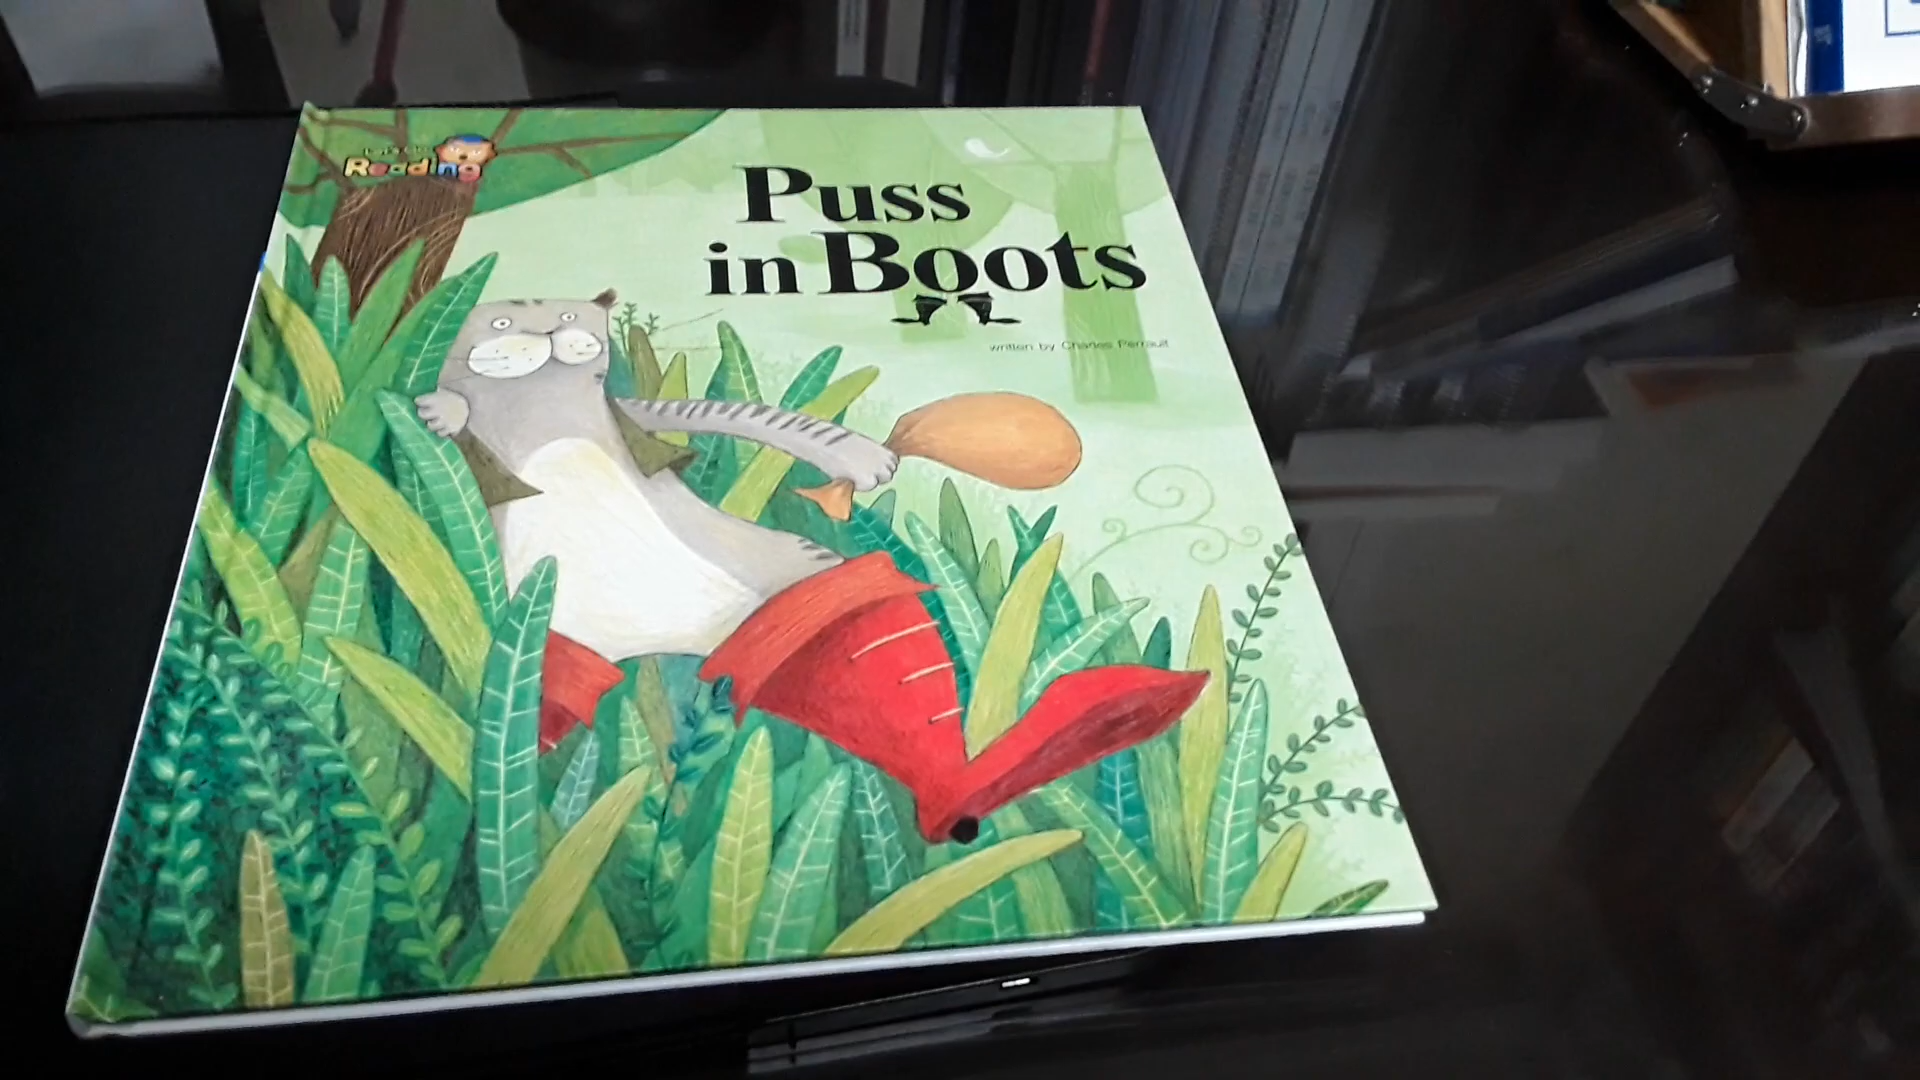 Reading
Puss
in Boots
written by Charles Perrault